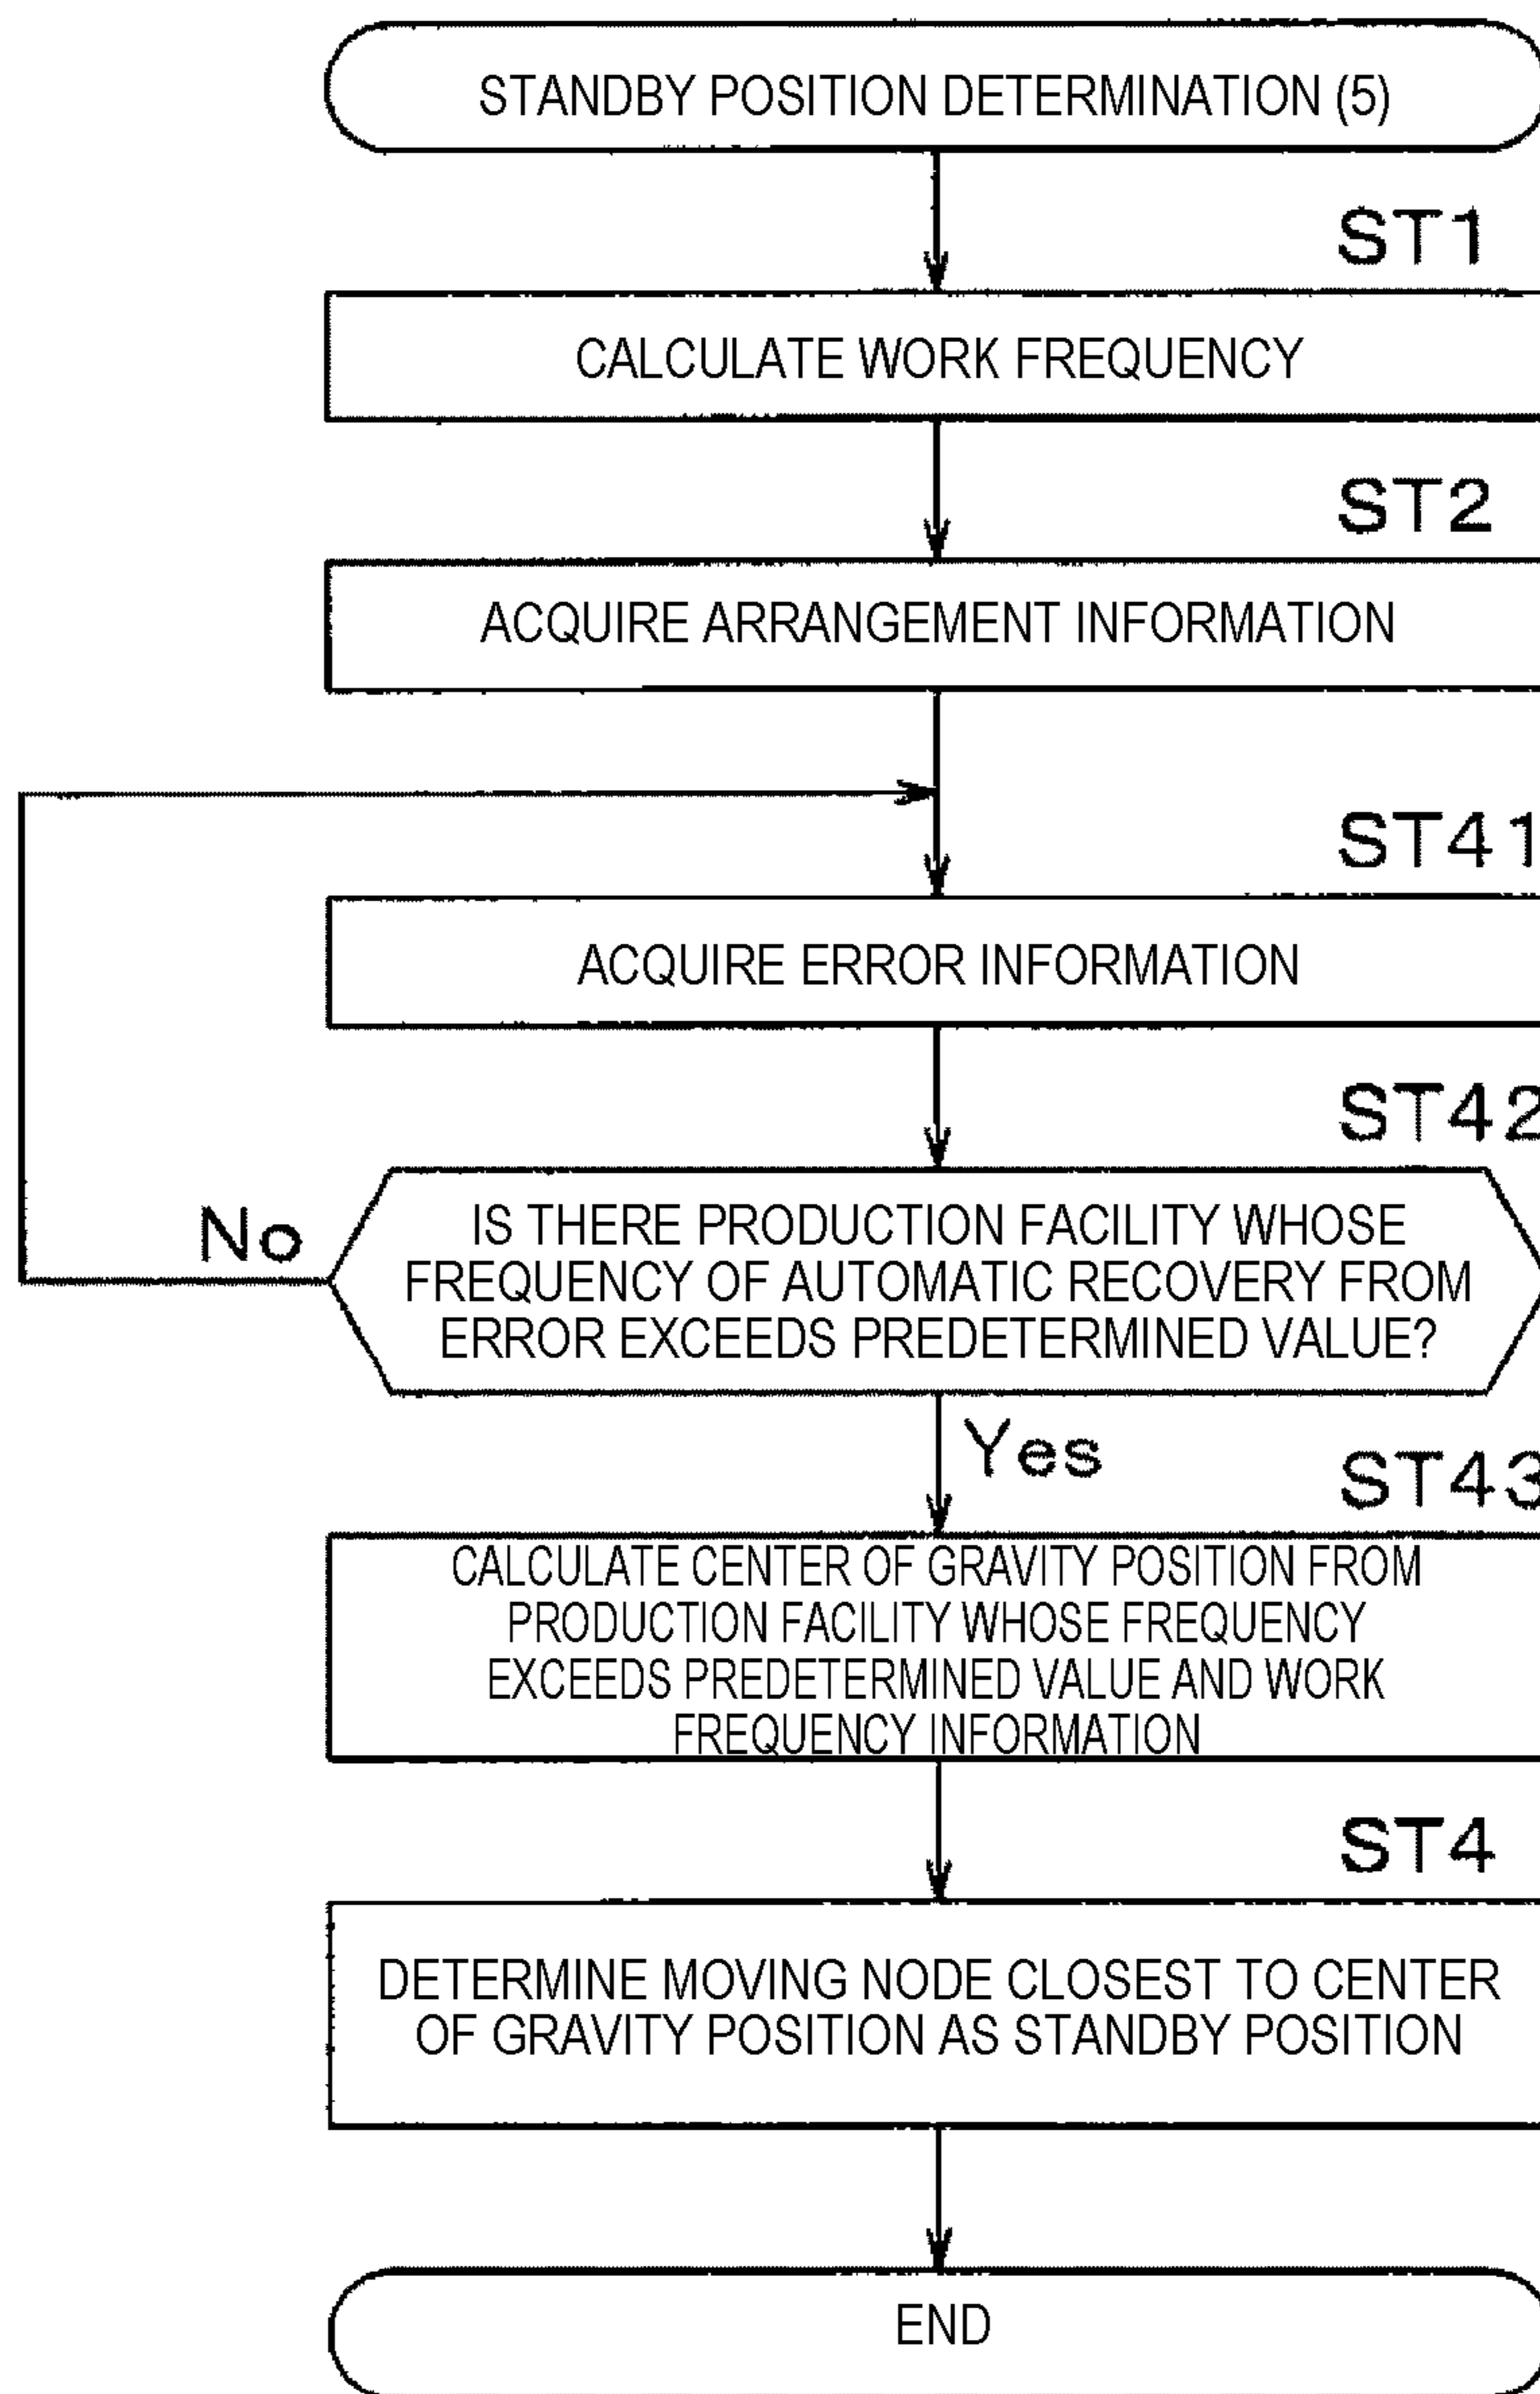 STANDBY POSITION DETERMINATION (5)
ST1
CALCULATE WORK FREQUENCY
ST2
ACQUIRE ARRANGEMENT INFORMATION
ST41
ACQUIRE ERROR INFORMATION
ST42
No
IS THERE PRODUCTION FACILITY WHOSE
FREQUENCY OF AUTOMATIC RECOVERY FROM
ERROR EXCEEDS PREDETERMINED VALUE?
Yes
ST43
CALCULATE CENTER OF GRAVITY POSITION FROM
PRODUCTION FACILITY WHOSE FREQUENCY
EXCEEDS PREDETERMINED VALUE AND WORK
FREQUENCY INFORMATION
ST4
DETERMINE MOVING NODE CLOSEST TO CENTER
OF GRAVITY POSITION AS STANDBY POSITION
END